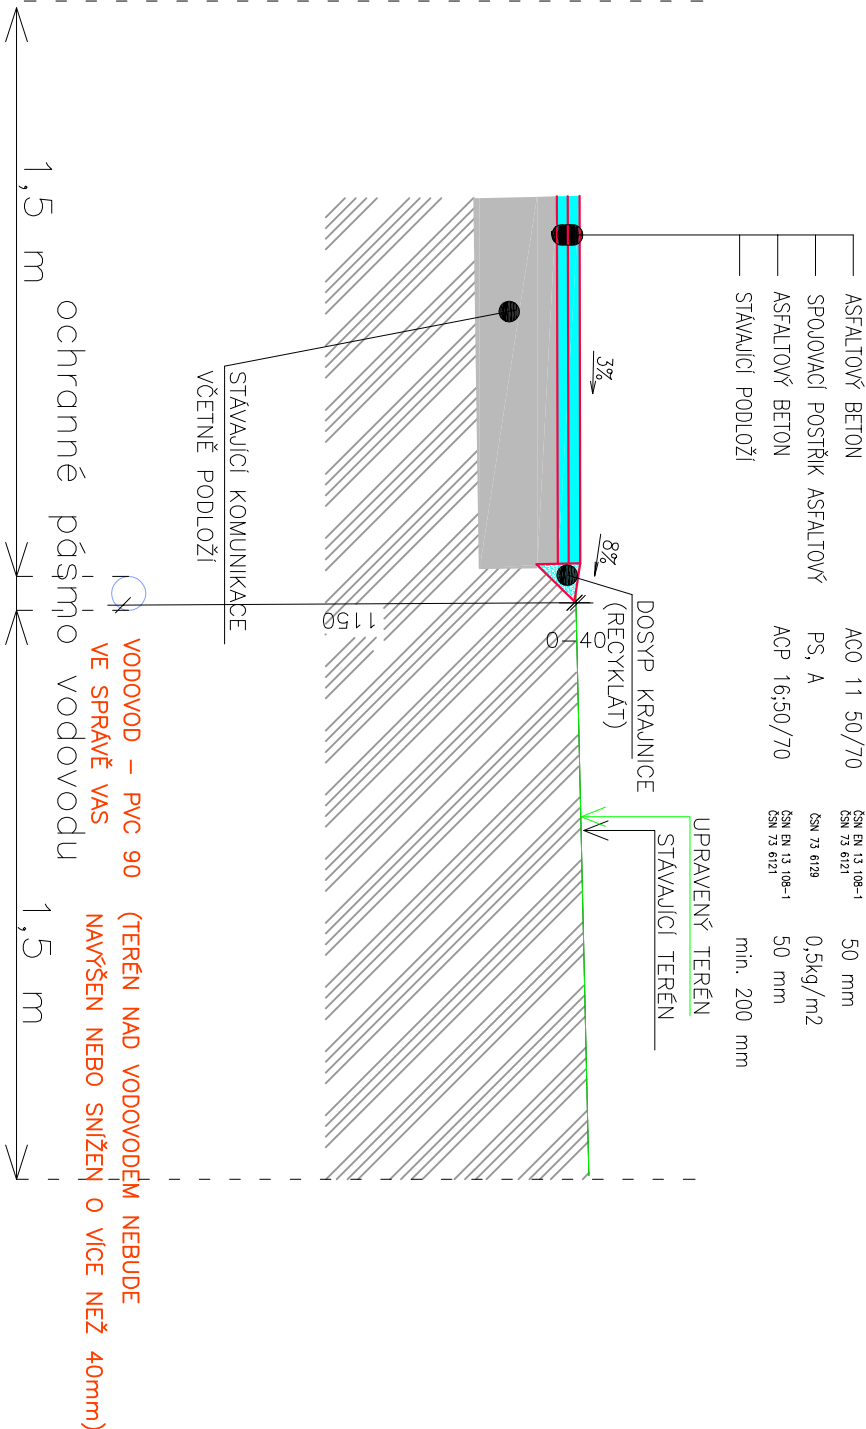 ASFALTOVÝ BETON ACO 11 50/70 ČSN EN 13 108-1 50 mm
ČSN 73 6121
SPOJOVACÍ POSTŘIK ASFALTOVÝ PS, A ČSN 73 6129 0,5kg/m2
ASFALTOVÝ BETON ACP 16;50/70 ČSN EN 13 108-1 50 mm
ČSN 73 6121
STÁVAJÍCÍ PODLOŽÍ min. 200 mm
UPRAVENÝ TERÉN
STÁVAJÍCÍ TERÉN
DOSYP KRAJNICE
(RECYKLÁT)
3%
8%
0-40
1150
STÁVAJÍCÍ KOMUNIKACE
VČETNĚ PODLOŽÍ
VODOVOD – PVC 90 (TERÉN NAD VODOVODEM NEBUDE
VE SPRÁVĚ VAS NAVÝŠEN NEBO SNÍŽEN O VÍCE NEŽ 40mm)
ochranné pásmo vodovodu
1,5 m
1,5 m